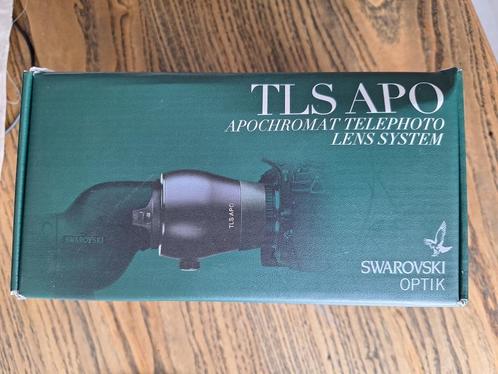 TLS APO
APOCHROMAT TELEPHOTO
LENS SYSTEM
TLS APO
SWAROVSKI
SWAROVSKI
OPTIK